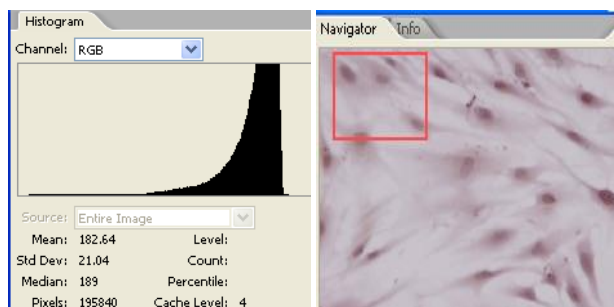 Histogram
Channel: RGB
Source: Entire Image
Mean: 182.64 Level:
Std Dev: 21.04 Count:
Median: 189 Percentile:
Pixels: 195840 Cache Level: 4
Navigator Info